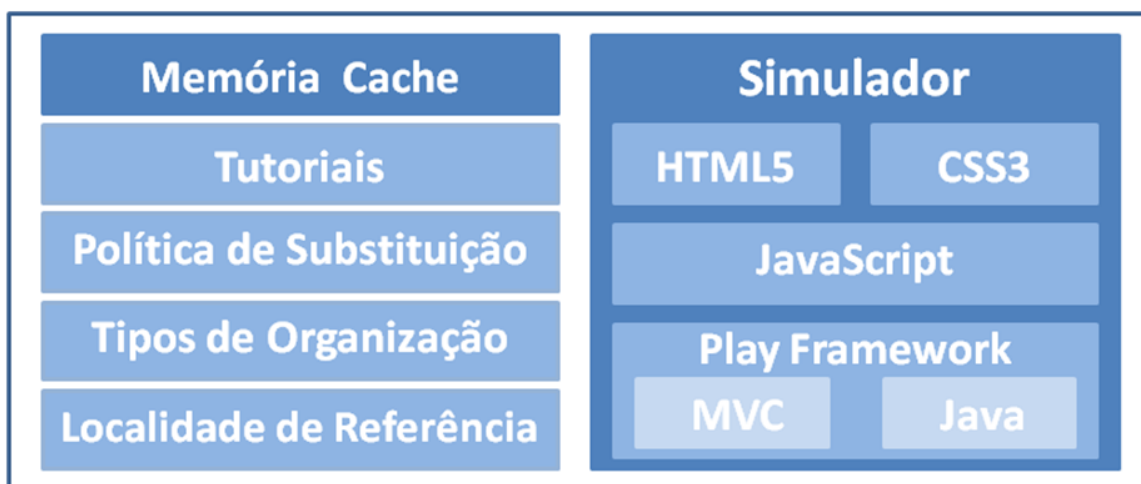 Memória Cache
Tutoriais
Política de Substituição
Tipos de Organização
Localidade de Referência
Simulador
HTML5
CSS3
JavaScript
Play Framework
MVC
Java